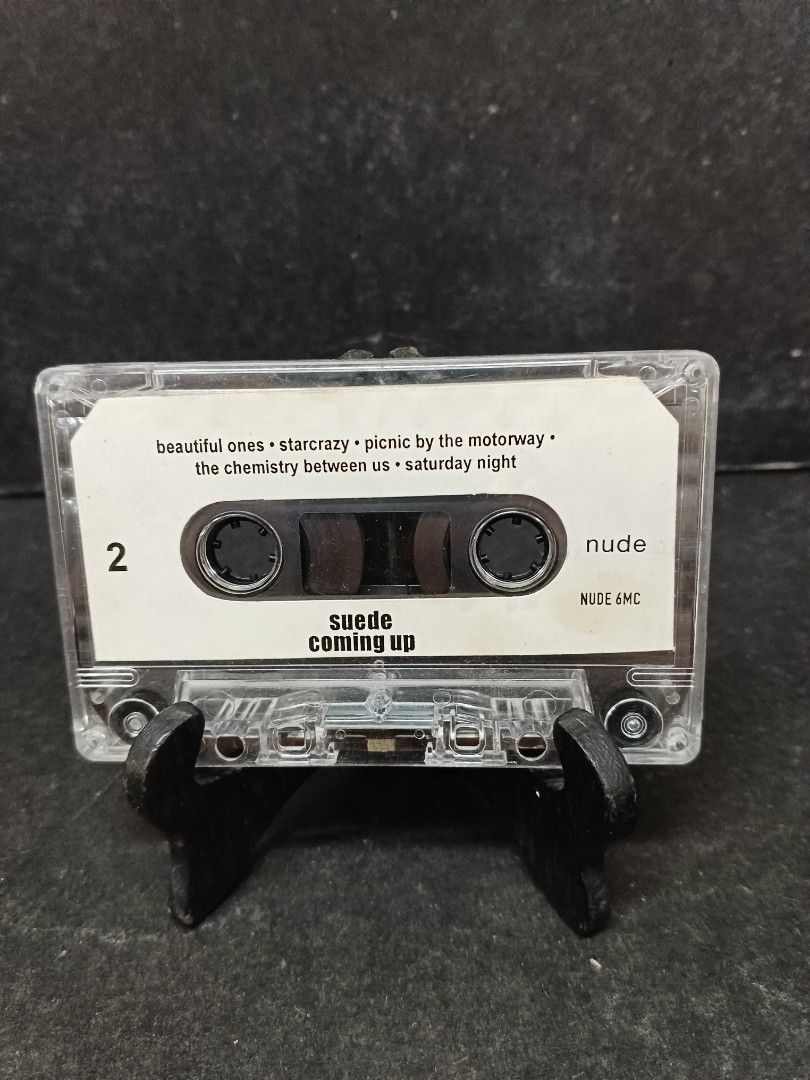 beautiful ones • starcrazy • picnic by the motorway •
the chemistry between us • saturday night
2
nude
NUDE 6MC
suede
coming up